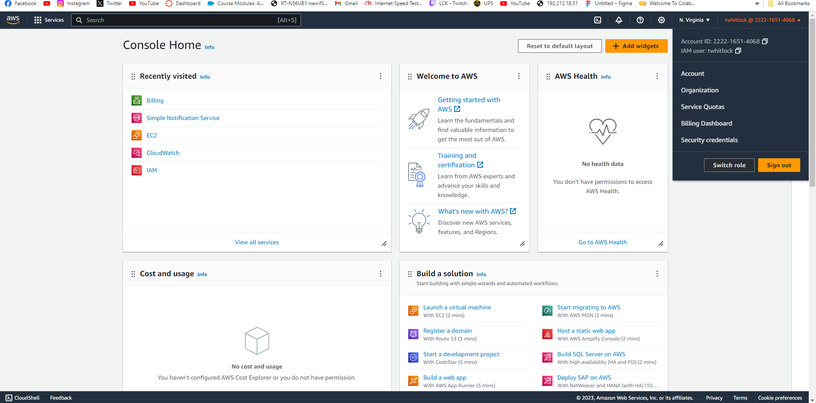 Facebook Instagram Twitter YouTube Dashboard Course Modules: A... RT-N56UB1-newif3... Gmail Internet Speed Test... LCK - Twitch UPS YouTube 192.212.18.51 Untitled – Figma Welcome To Colab... » All Bookmarks
aws Services Search [Alt+S] N. Virginia twhitlock @ 2222-1651-4068
Console Home Info
Reset to default layout + Add widgets
Account ID: 2222-1651-4068
IAM user: twhitlock
Account
Organization
Service Quotas
Billing Dashboard
Security credentials
Switch role Sign out
Recently visited Info
Billing
Simple Notification Service
EC2
CloudWatch
IAM
View all services
Welcome to AWS
Getting started with
AWS
Learn the fundamentals and
find valuable information to
get the most out of AWS.
Training and
certification
Learn from AWS experts and
advance your skills and
knowledge.
What's new with AWS?
Discover new AWS services,
features, and Regions.
AWS Health Info
No health data
You don't have permissions to access
AWS Health.
Go to AWS Health
Cost and usage Info
No cost and usage
You haven't configured AWS Cost Explorer or you do not have permission.
Build a solution Info
Start building with simple wizards and automated workflows.
Launch a virtual machine
With EC2 (2 mins)
Start migrating to AWS
With AWS MGN (2 mins)
Register a domain
With Route 53 (3 mins)
Host a static web app
With AWS Amplify Console (2 mins)
Start a development project
With CodeStar (5 mins)
Build SQL Server on AWS
With high availability (HA and FCI) (2 mins)
Build a web app
With AWS App Runner (5 mins)
Deploy SAP on AWS
With NetWeaver and HANA (with HA) (10...
CloudShell Feedback © 2023, Amazon Web Services, Inc. or its affiliates. Privacy Terms Cookie preferences